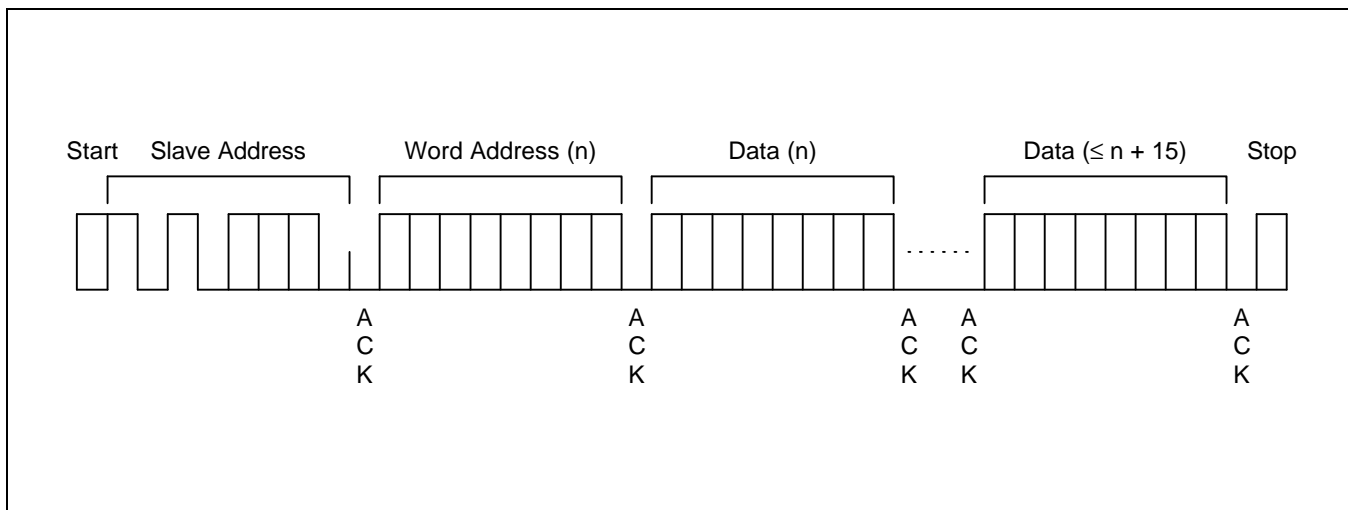 Start Slave Address Word Address (n) Data (n) Data (≤ n + 15) Stop
......
A A A A A
C C C C C
K K K K K